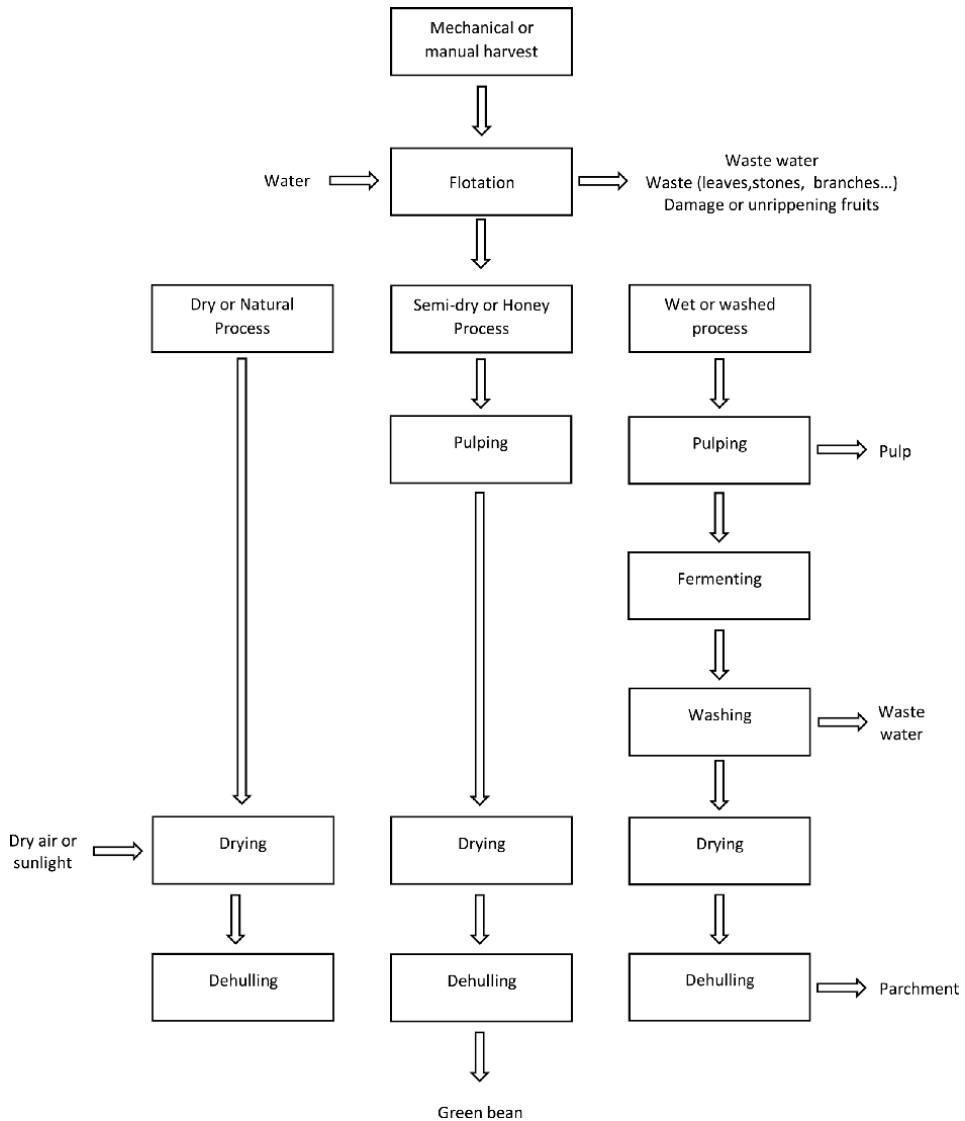 Mechanical or
manual harvest
Water
Flotation
Waste water
Waste (leaves,stones, branches...)
Damage or unrippening fruits
Dry or Natural
Process
Semi-dry or Honey
Process
Wet or washed
process
Pulping
Pulping
Pulp
Fermenting
Washing
Waste
water
Dry air or
sunlight
Drying
Drying
Drying
Dehulling
Dehulling
Dehulling
Parchment
Green bean